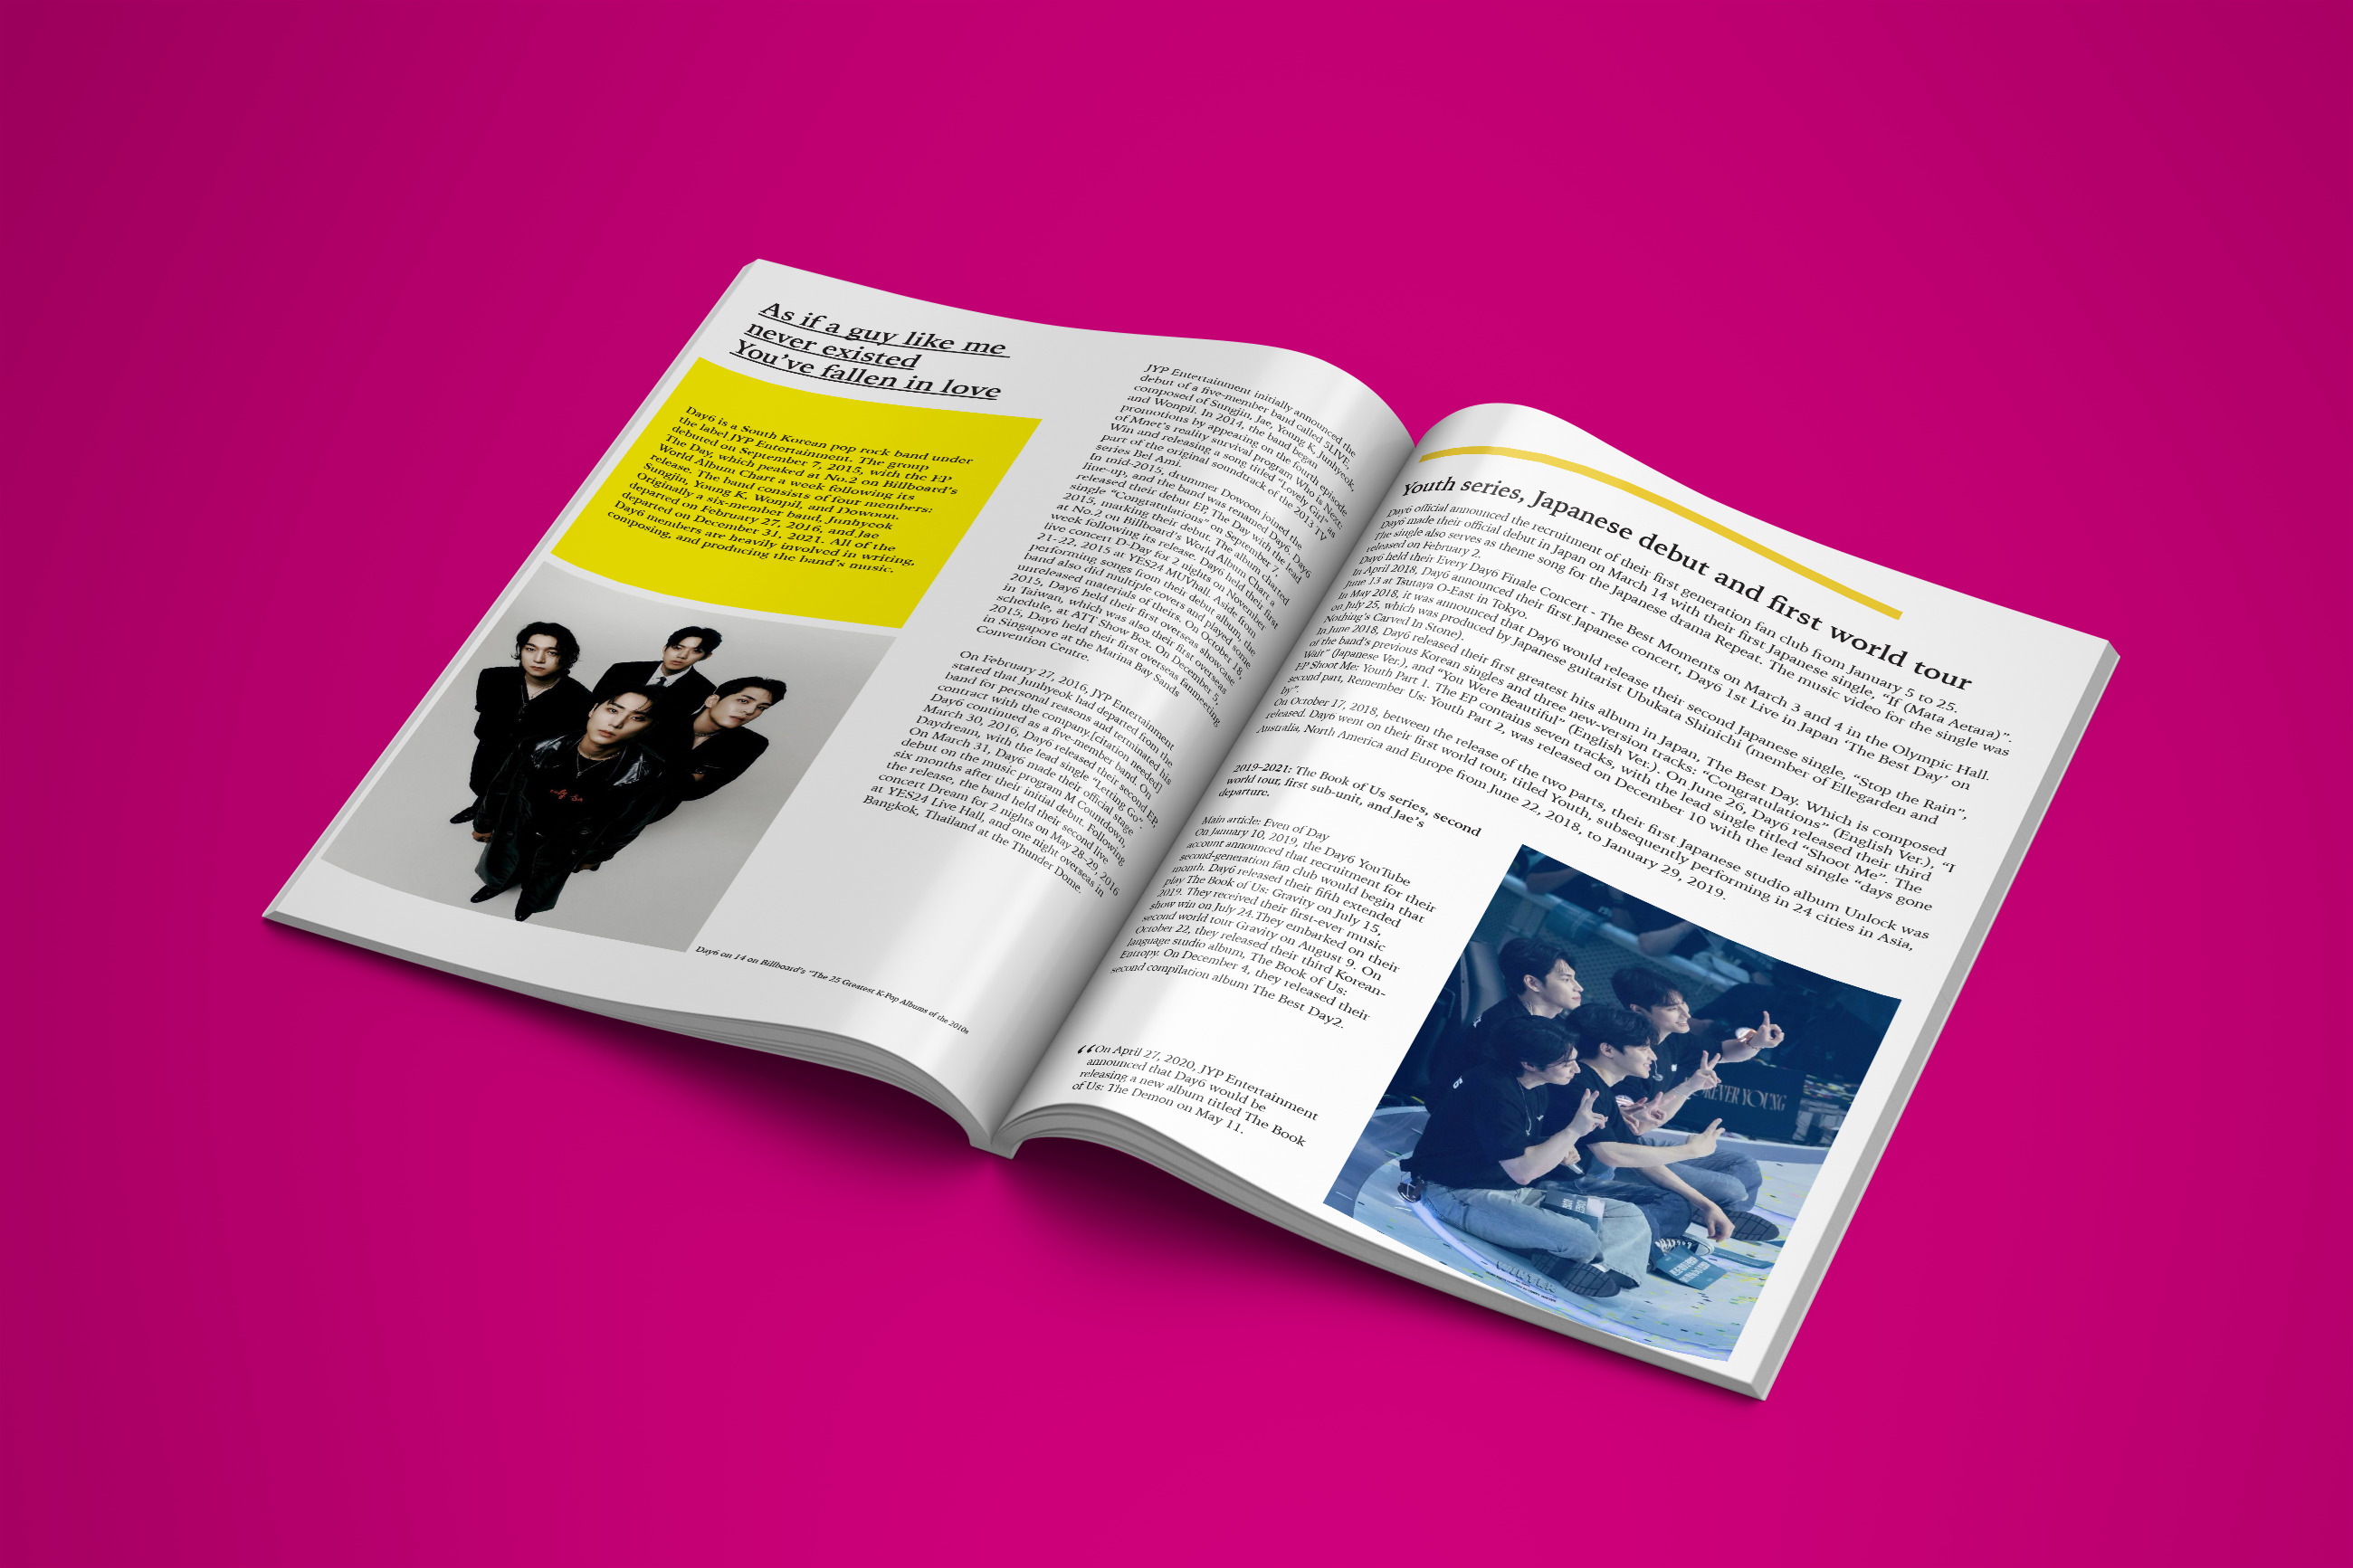 As if a guy like me
never existed
You've fallen in love
Day6 is a South Korean pop rock band under
the label JYP Entertainment. The group
debuted on September 7, 2015, with the EP
The Day, which peaked at No.2 on Billboard's
World Album Chart a week following its
release. The band consists of four members:
Sungjin, Young K. Wonpil, and Dowoon.
Originally a six-member band, Junhyeok
departed on February 27, 2016, and Jae
departed on December 31, 2021. All of the
Day6 members are heavily involved in writing,
composing, and producing the band's music.
Day6 on 14 on Billboard's "The 25 Greatest K-Pop Albums of the 2010s
JYP Entertainment initially announced the
debut of a five-member band called 5LIVE,
composed of Sungjin, Jae, Young K, Junhyeok,
and Wonpil. In 2014, the band began
promotions by appearing on the fourth episode
of Mnet's reality survival program Who Is Next:
Win and releasing a song titled "Lovely Girl" as
part of the original soundtrack of the 2013 TV
series Bel Ami.
In mid-2015, drummer Dowoon joined the
line-up, and the band was renamed Day6. Day6
released their debut EP, The Day with the lead
single "Congratulations" on September 7,
2015, marking their debut. The album charted
at No.2 on Billboard's World Album Chart a
week following its release. Day6 held their first
live concert D-Day for 2 nights on November
21-22, 2015 at YES24 MUVhall. Aside from
performing songs from their debut album, the
band also did multiple covers and played some
unreleased materials of theirs. On October 18,
2015, Day6 held their first overseas showcase
in Taiwan, which was also their first overseas
schedule, at ATT Show Box. On December 5,
2015, Day6 held their first overseas fanmeeting
in Singapore at the Marina Bay Sands
Convention Centre.
On February 27, 2016, JYP Entertainment
stated that Junhyeok had departed from the
band for personal reasons and terminated his
contract with the company.[citation needed]
Day6 continued as a five-member band. On
March 30, 2016, Day6 released their second EP,
Daydream, with the lead single "Letting Go".
On March 31, Day6 made their official stage
debut on the music program M Countdown,
six months after their initial debut. Following
the release, the band held their second live
concert Dream for 2 nights on May 28-29, 2016
at YES24 Live Hall, and one night overseas in
Bangkok, Thailand at the Thunder Dome.
Youth series, Japanese debut and first world tour
Day6 official announced the recruitment of their first generation fan club from January 5 to 25.
Day6 made their official debut in Japan on March 14 with their first Japanese single, "If (Mata Aetara)".
The single also serves as theme song for the Japanese drama Repeat. The music video for the single was
released on February 2.
Day6 held their Every Day6 Finale Concert - The Best Moments on March 3 and 4 in the Olympic Hall.
In April 2018, Day6 announced their first Japanese concert, Day6 1st Live in Japan 'The Best Day' on
June 13 at Tsutaya O-East in Tokyo.
In May 2018, it was announced that Day6 would release their second Japanese single, "Stop the Rain",
on July 25, which was produced by Japanese guitarist Ubukata Shinichi (member of Ellegarden and
Nothing's Carved In Stone).
In June 2018, Day6 released their first greatest hits album in Japan, The Best Day. Which is composed
of the band's previous Korean singles and three new-version tracks: "Congratulations" (English Ver.), "I
Wait" (Japanese Ver.), and "You Were Beautiful" (English Ver.). On June 26, Day6 released their third
EP Shoot Me: Youth Part 1. The EP contains seven tracks, with the lead single titled "Shoot Me". The
second part, Remember Us: Youth Part 2, was released on December 10 with the lead single "days gone
by".
On October 17, 2018, between the release of the two parts, their first Japanese studio album Unlock was
released. Day6 went on their first world tour, titled Youth, subsequently performing in 24 cities in Asia,
Australia, North America and Europe from June 22, 2018, to January 29, 2019.
2019-2021: The Book of Us series, second
world tour, first sub-unit, and Jae's
departure.
Main article: Even of Day
On January 10, 2019, the Day6 YouTube
account announced that recruitment for their
second-generation fan club would begin that
month. Day6 released their fifth extended
play The Book of Us: Gravity on July 15,
2019. They received their first-ever music
show win on July 24.They embarked on their
second world tour Gravity on August 9. On
October 22, they released their third Korean-
language studio album, The Book of Us:
Entropy. On December 4, they released their
second compilation album The Best Day2.
“On April 27, 2020, JYP Entertainment
announced that Day6 would be
releasing a new album titled The Book
of Us: The Demon on May 11.
REVER YOUNG